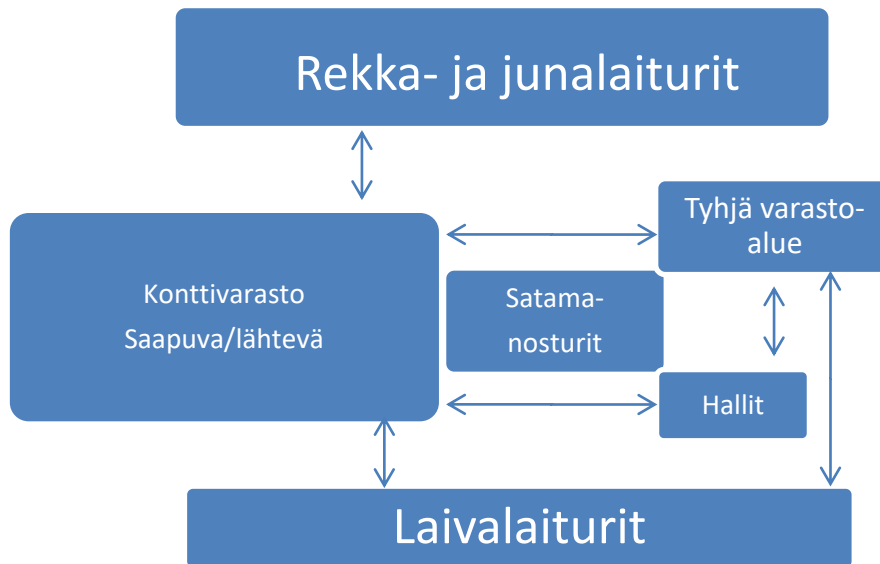 Rekka- ja junalaiturit
Tyhjä varasto-
alue
Konttivarasto
Saapuva/lähtevä
Satama-
nosturit
Hallit
Laivalaiturit